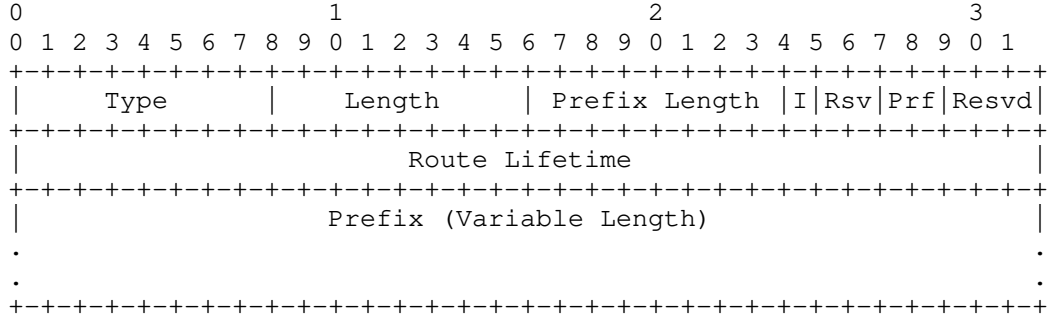 0                   1                   2                   3
0 1 2 3 4 5 6 7 8 9 0 1 2 3 4 5 6 7 8 9 0 1 2 3 4 5 6 7 8 9 0 1
+-+-+-+-+-+-+-+-+-+-+-+-+-+-+-+-+-+-+-+-+-+-+-+-+-+-+-+-+-+-+-+-+
|     Type      |    Length     | Prefix Length |I|Rsv|Prf|Resvd|
+-+-+-+-+-+-+-+-+-+-+-+-+-+-+-+-+-+-+-+-+-+-+-+-+-+-+-+-+-+-+-+-+
|                        Route Lifetime                         |
+-+-+-+-+-+-+-+-+-+-+-+-+-+-+-+-+-+-+-+-+-+-+-+-+-+-+-+-+-+-+-+-+
|                   Prefix (Variable Length)                    |
.                                                               .
.                                                               .
+-+-+-+-+-+-+-+-+-+-+-+-+-+-+-+-+-+-+-+-+-+-+-+-+-+-+-+-+-+-+-+-+